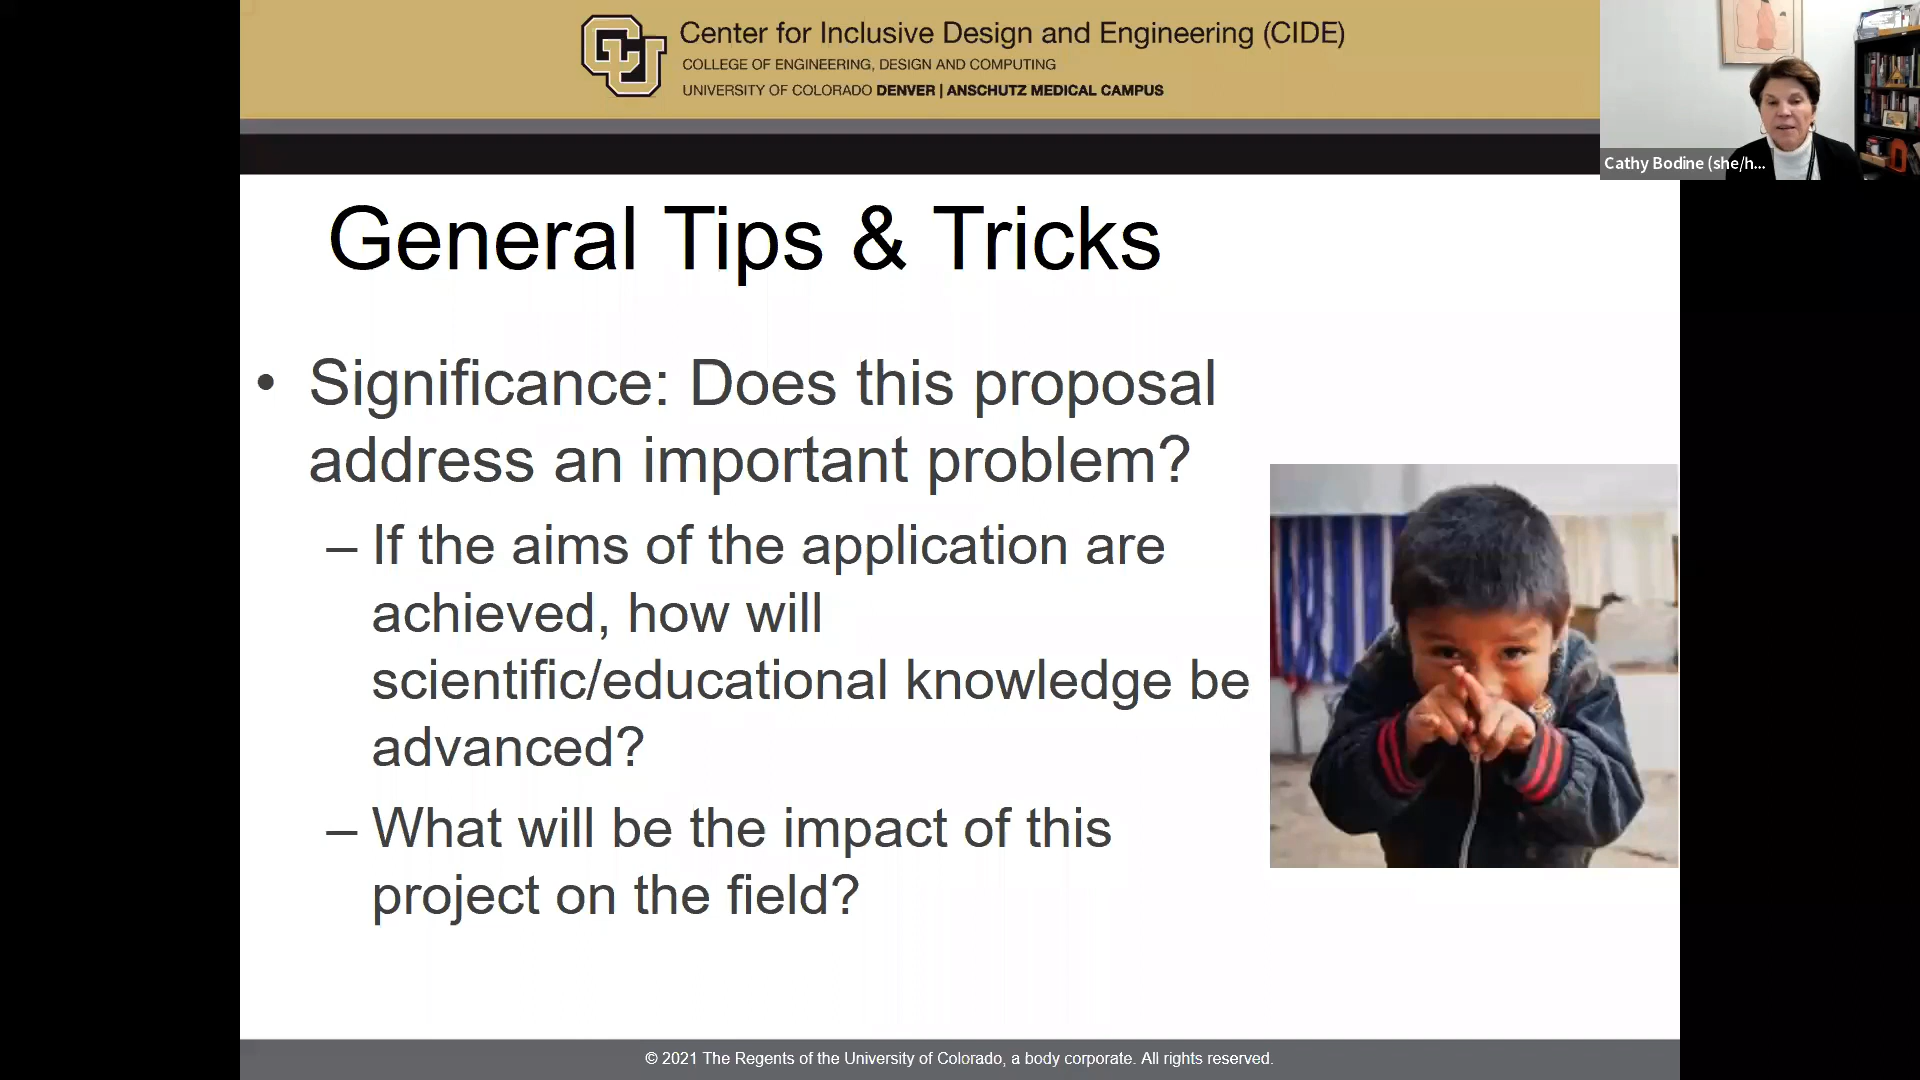 Center for Inclusive Design and Engineering (CIDE)
COLLEGE OF ENGINEERING, DESIGN AND COMPUTING
UNIVERSITY OF COLORADO DENVER | ANSCHUTZ MEDICAL CAMPUS
Cathy Bodine (she/h...
General Tips & Tricks
• Significance: Does this proposal
address an important problem?
– If the aims of the application are
achieved, how will
scientific/educational knowledge be
advanced?
– What will be the impact of this
project on the field?
© 2021 The Regents of the University of Colorado, a body corporate. All rights reserved.